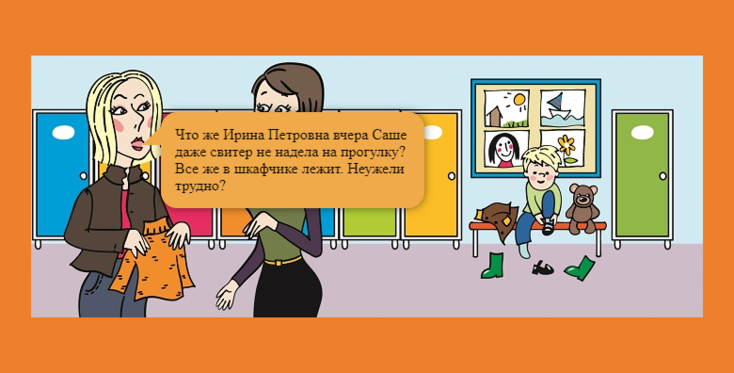 Что же Ирина Петровна вчера Саше
даже свитер не надела на прогулку?
Все же в шкафчике лежит. Неужели
трудно?